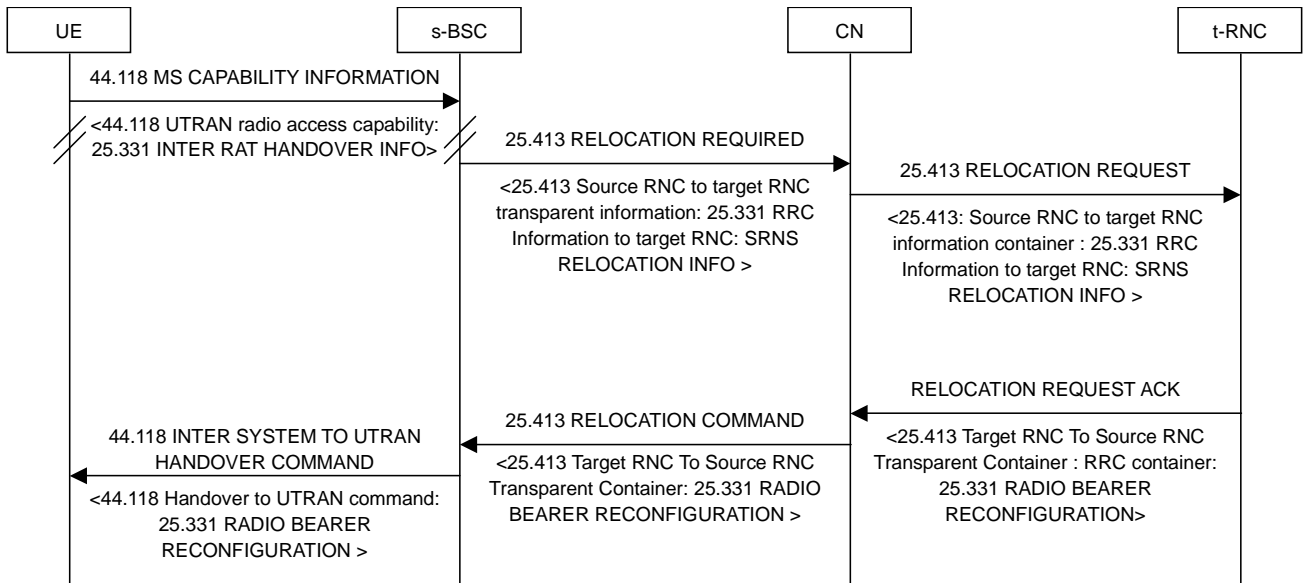 UE
s-BSC
CN
t-RNC
44.118 MS CAPABILITY INFORMATION
<44.118 UTRAN radio access capability:
25.331 INTER RAT HANDOVER INFO>
25.413 RELOCATION REQUIRED
<25.413 Source RNC to target RNC
transparent information: 25.331 RRC
Information to target RNC: SRNS
RELOCATION INFO >
25.413 RELOCATION REQUEST
<25.413: Source RNC to target RNC
information container : 25.331 RRC
Information to target RNC: SRNS
RELOCATION INFO >
RELOCATION REQUEST ACK
<25.413 Target RNC To Source RNC
Transparent Container : RRC container:
25.331 RADIO BEARER
RECONFIGURATION>
25.413 RELOCATION COMMAND
<25.413 Target RNC To Source RNC
Transparent Container: 25.331 RADIO
BEARER RECONFIGURATION >
44.118 INTER SYSTEM TO UTRAN
HANDOVER COMMAND
<44.118 Handover to UTRAN command:
25.331 RADIO BEARER
RECONFIGURATION >